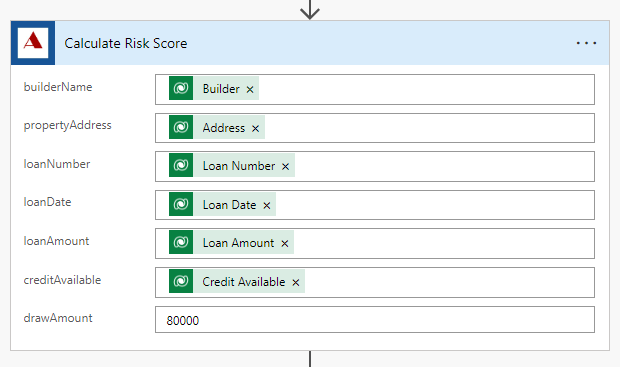 Calculate Risk Score
builderName Builder ×
propertyAddress Address ×
loanNumber Loan Number ×
loanDate Loan Date ×
loanAmount Loan Amount ×
creditAvailable Credit Available ×
drawAmount 80000